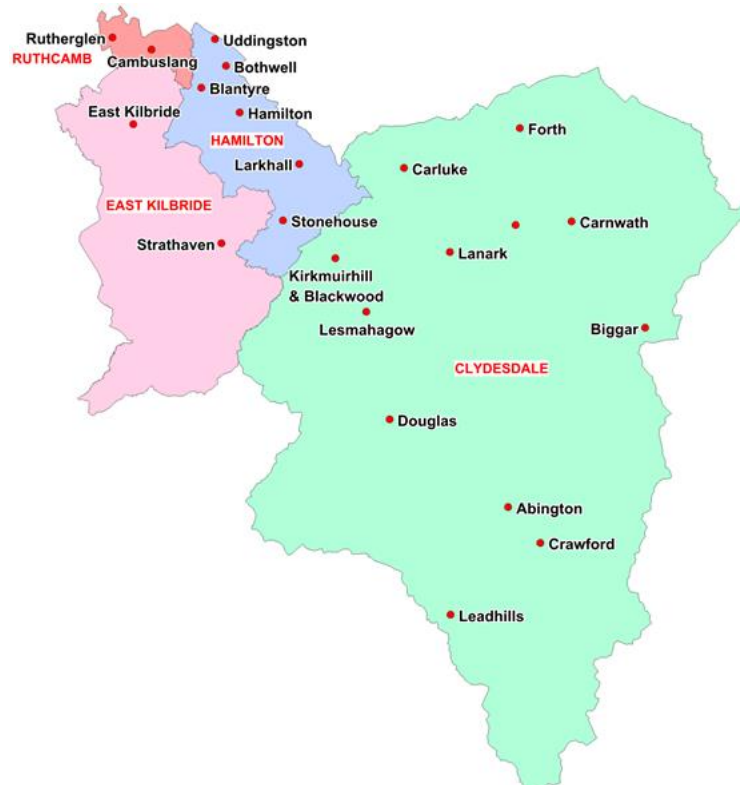 Rutherglen
Uddingston
RUTHCAMB
Cambuslang
Bothwell
Blantyre
East Kilbride
Hamilton
HAMILTON
Forth
Larkhall
Carluke
EAST KILBRIDE
Stonehouse
Carnwath
Strathaven
Lanark
Kirkmuirhill
& Blackwood
Lesmahagow
Biggar
CLYDESDALE
Douglas
Abington
Crawford
Leadhills